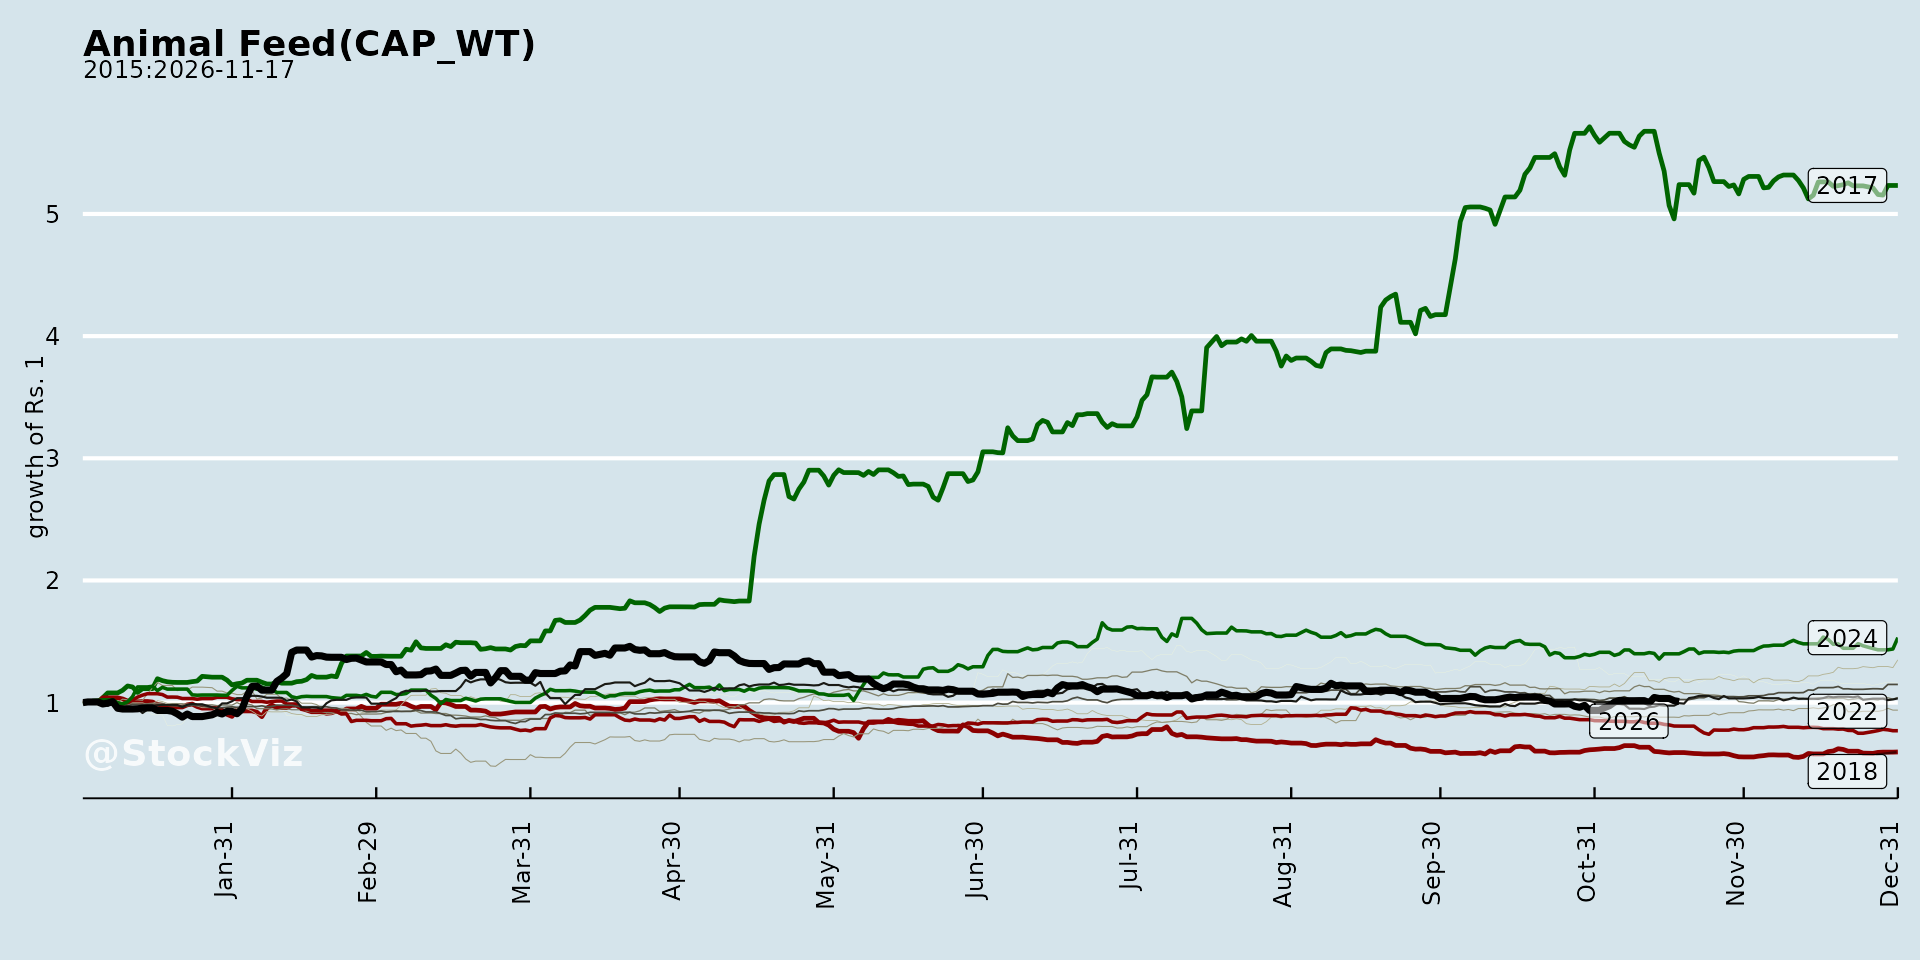 Animal Feed(CAP_WT)
2015:2026-11-17
growth of Rs. 1
5
4
3
2
1
2017
2024
2022
2026
2018
@StockViz
Jan-31
Feb-29
Mar-31
Apr-30
May-31
Jun-30
Jul-31
Aug-31
Sep-30
Oct-31
Nov-30
Dec-31